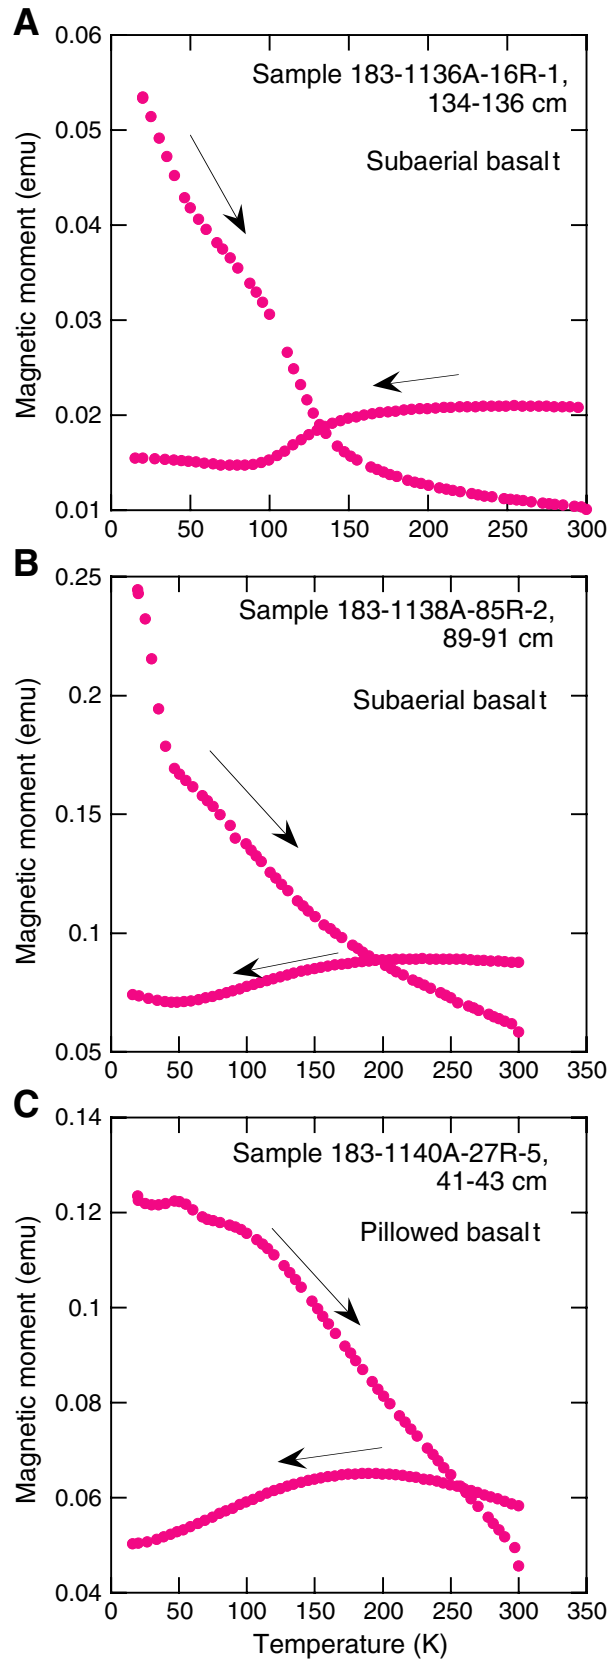 A
0.06
0.05
0.04
0.03
0.02
0.01
Magnetic moment (emu)
Sample 183-1136A-16R-1,
134-136 cm
Subaerial basalt
0 50 100 150 200 250 300
B
0.25
0.2
0.15
0.1
0.05
Magnetic moment (emu)
Sample 183-1138A-85R-2,
89-91 cm
Subaerial basalt
0 50 100 150 200 250 300 350
C
0.14
0.12
0.1
0.08
0.06
0.04
Magnetic moment (emu)
Sample 183-1140A-27R-5,
41-43 cm
Pillowed basalt
0 50 100 150 200 250 300 350
Temperature (K)